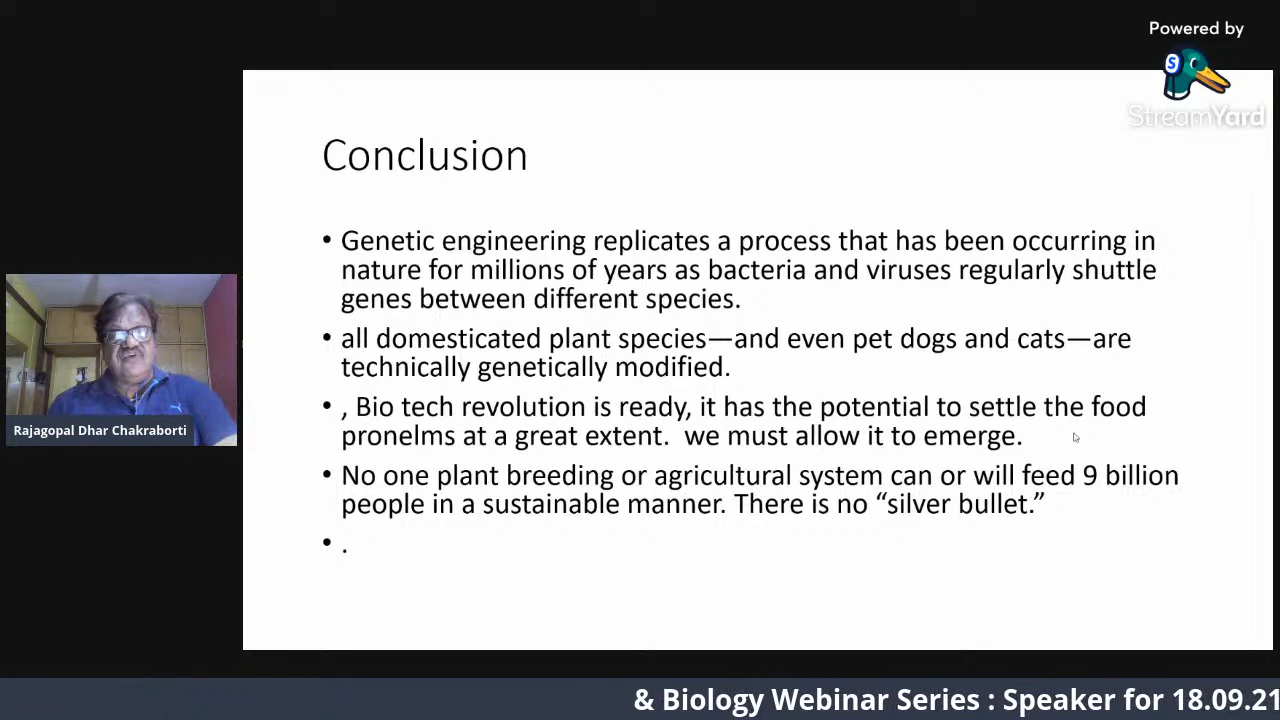 Powered by
S
StreamYard
Conclusion
• Genetic engineering replicates a process that has been occurring in
nature for millions of years as bacteria and viruses regularly shuttle
genes between different species.
• all domesticated plant species—and even pet dogs and cats—are
technically genetically modified.
• , Bio tech revolution is ready, it has the potential to settle the food
pronelms at a great extent.  we must allow it to emerge.
• No one plant breeding or agricultural system can or will feed 9 billion
people in a sustainable manner. There is no “silver bullet.”
• .
Rajagopal Dhar Chakraborti
& Biology Webinar Series : Speaker for 18.09.21